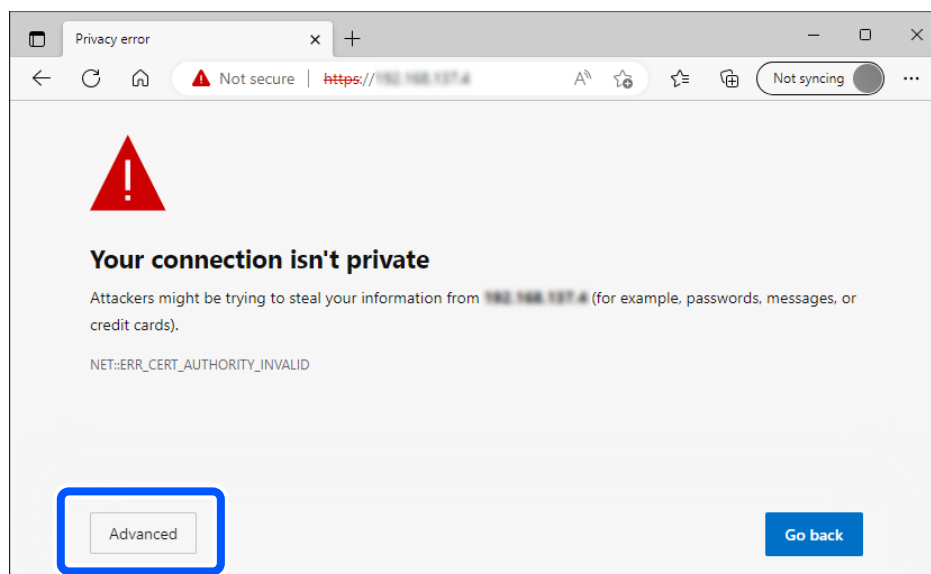 Privacy error
Not secure | https://
Not syncing
Your connection isn't private
Attackers might be trying to steal your information from (for example, passwords, messages, or
credit cards).
NET::ERR_CERT_AUTHORITY_INVALID
Advanced
Go back